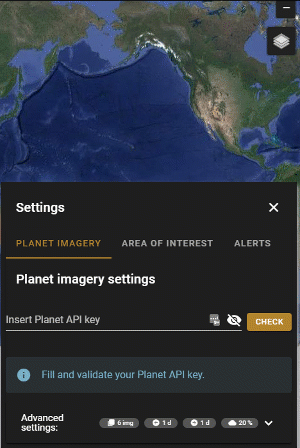 Settings
PLANET IMAGERY AREA OF INTEREST ALERTS
Planet imagery settings
Insert Planet API key
CHECK
Fill and validate your Planet API key.
Advanced
settings:
6 img 1 d 1 d 20 %